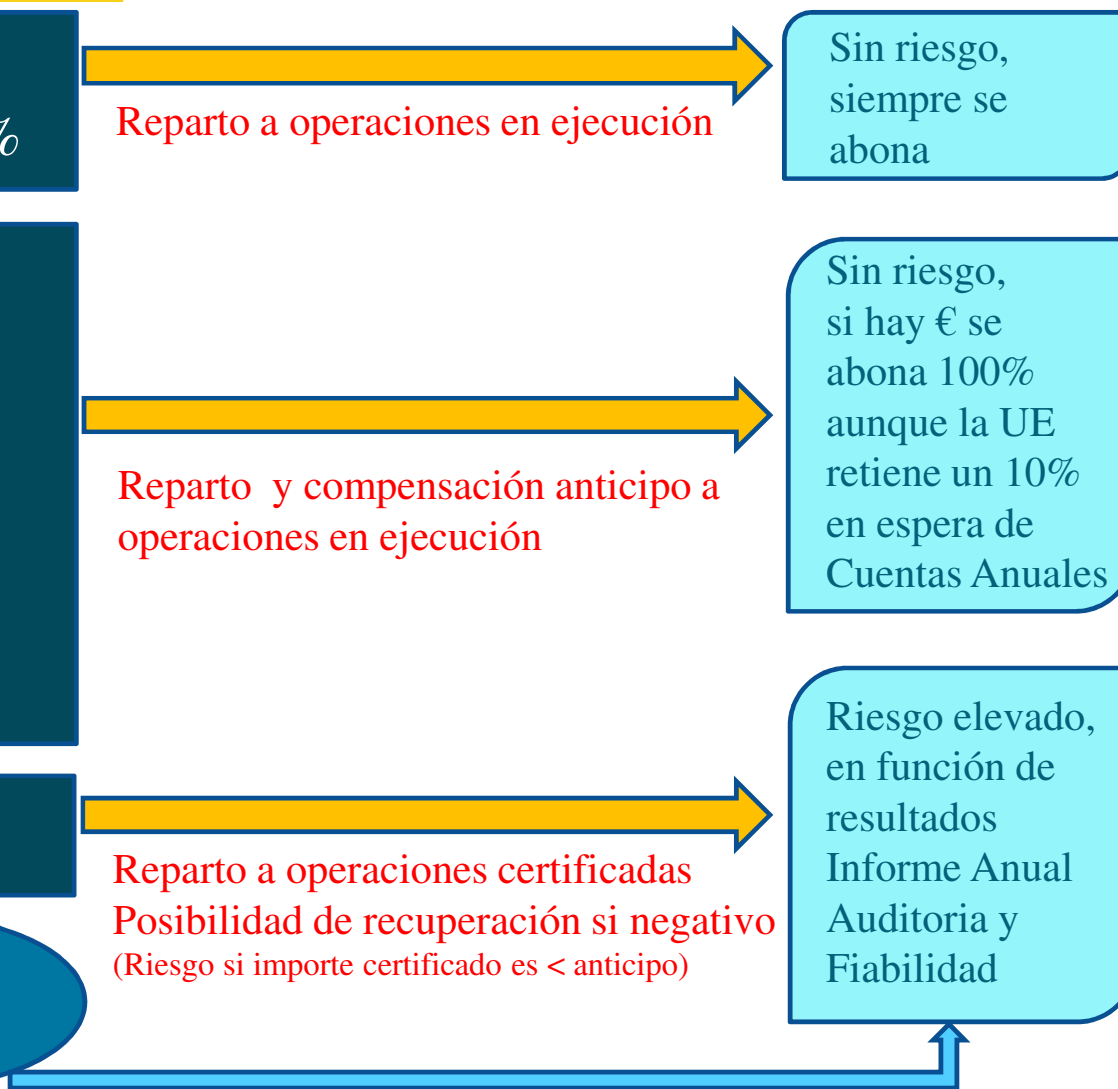 %
Reparto a operaciones en ejecución
Sin riesgo,
siempre se
abona
Reparto y compensación anticipo a
operaciones en ejecución
Sin riesgo,
si hay € se
abona 100%
aunque la UE
retiene un 10%
en espera de
Cuentas Anuales
Reparto a operaciones certificadas
Posibilidad de recuperación si negativo
(Riesgo si importe certificado es < anticipo)
Riesgo elevado,
en función de
resultados
Informe Anual
Auditoria y
Fiabilidad